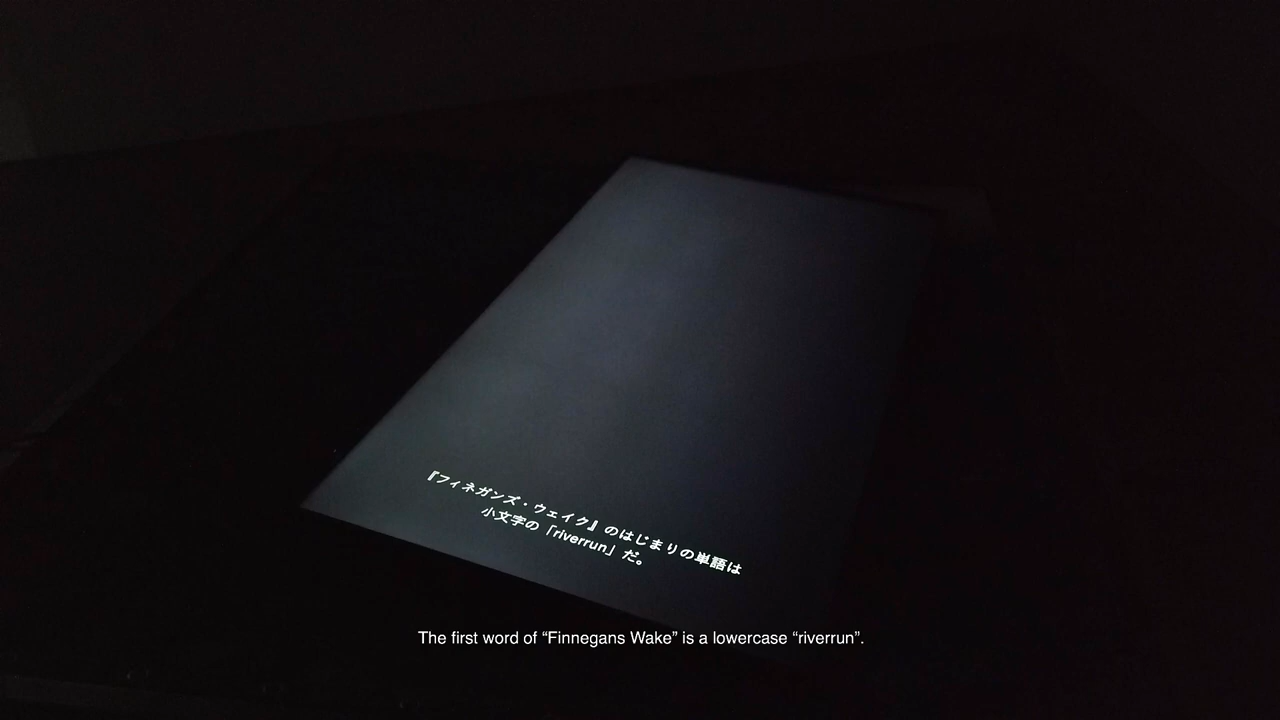 『フィネガンズ・ウェイク』のはじまりの単語は
小文字の「riverrun」だ。
The first word of “Finnegans Wake” is a lowercase “riverrun”.